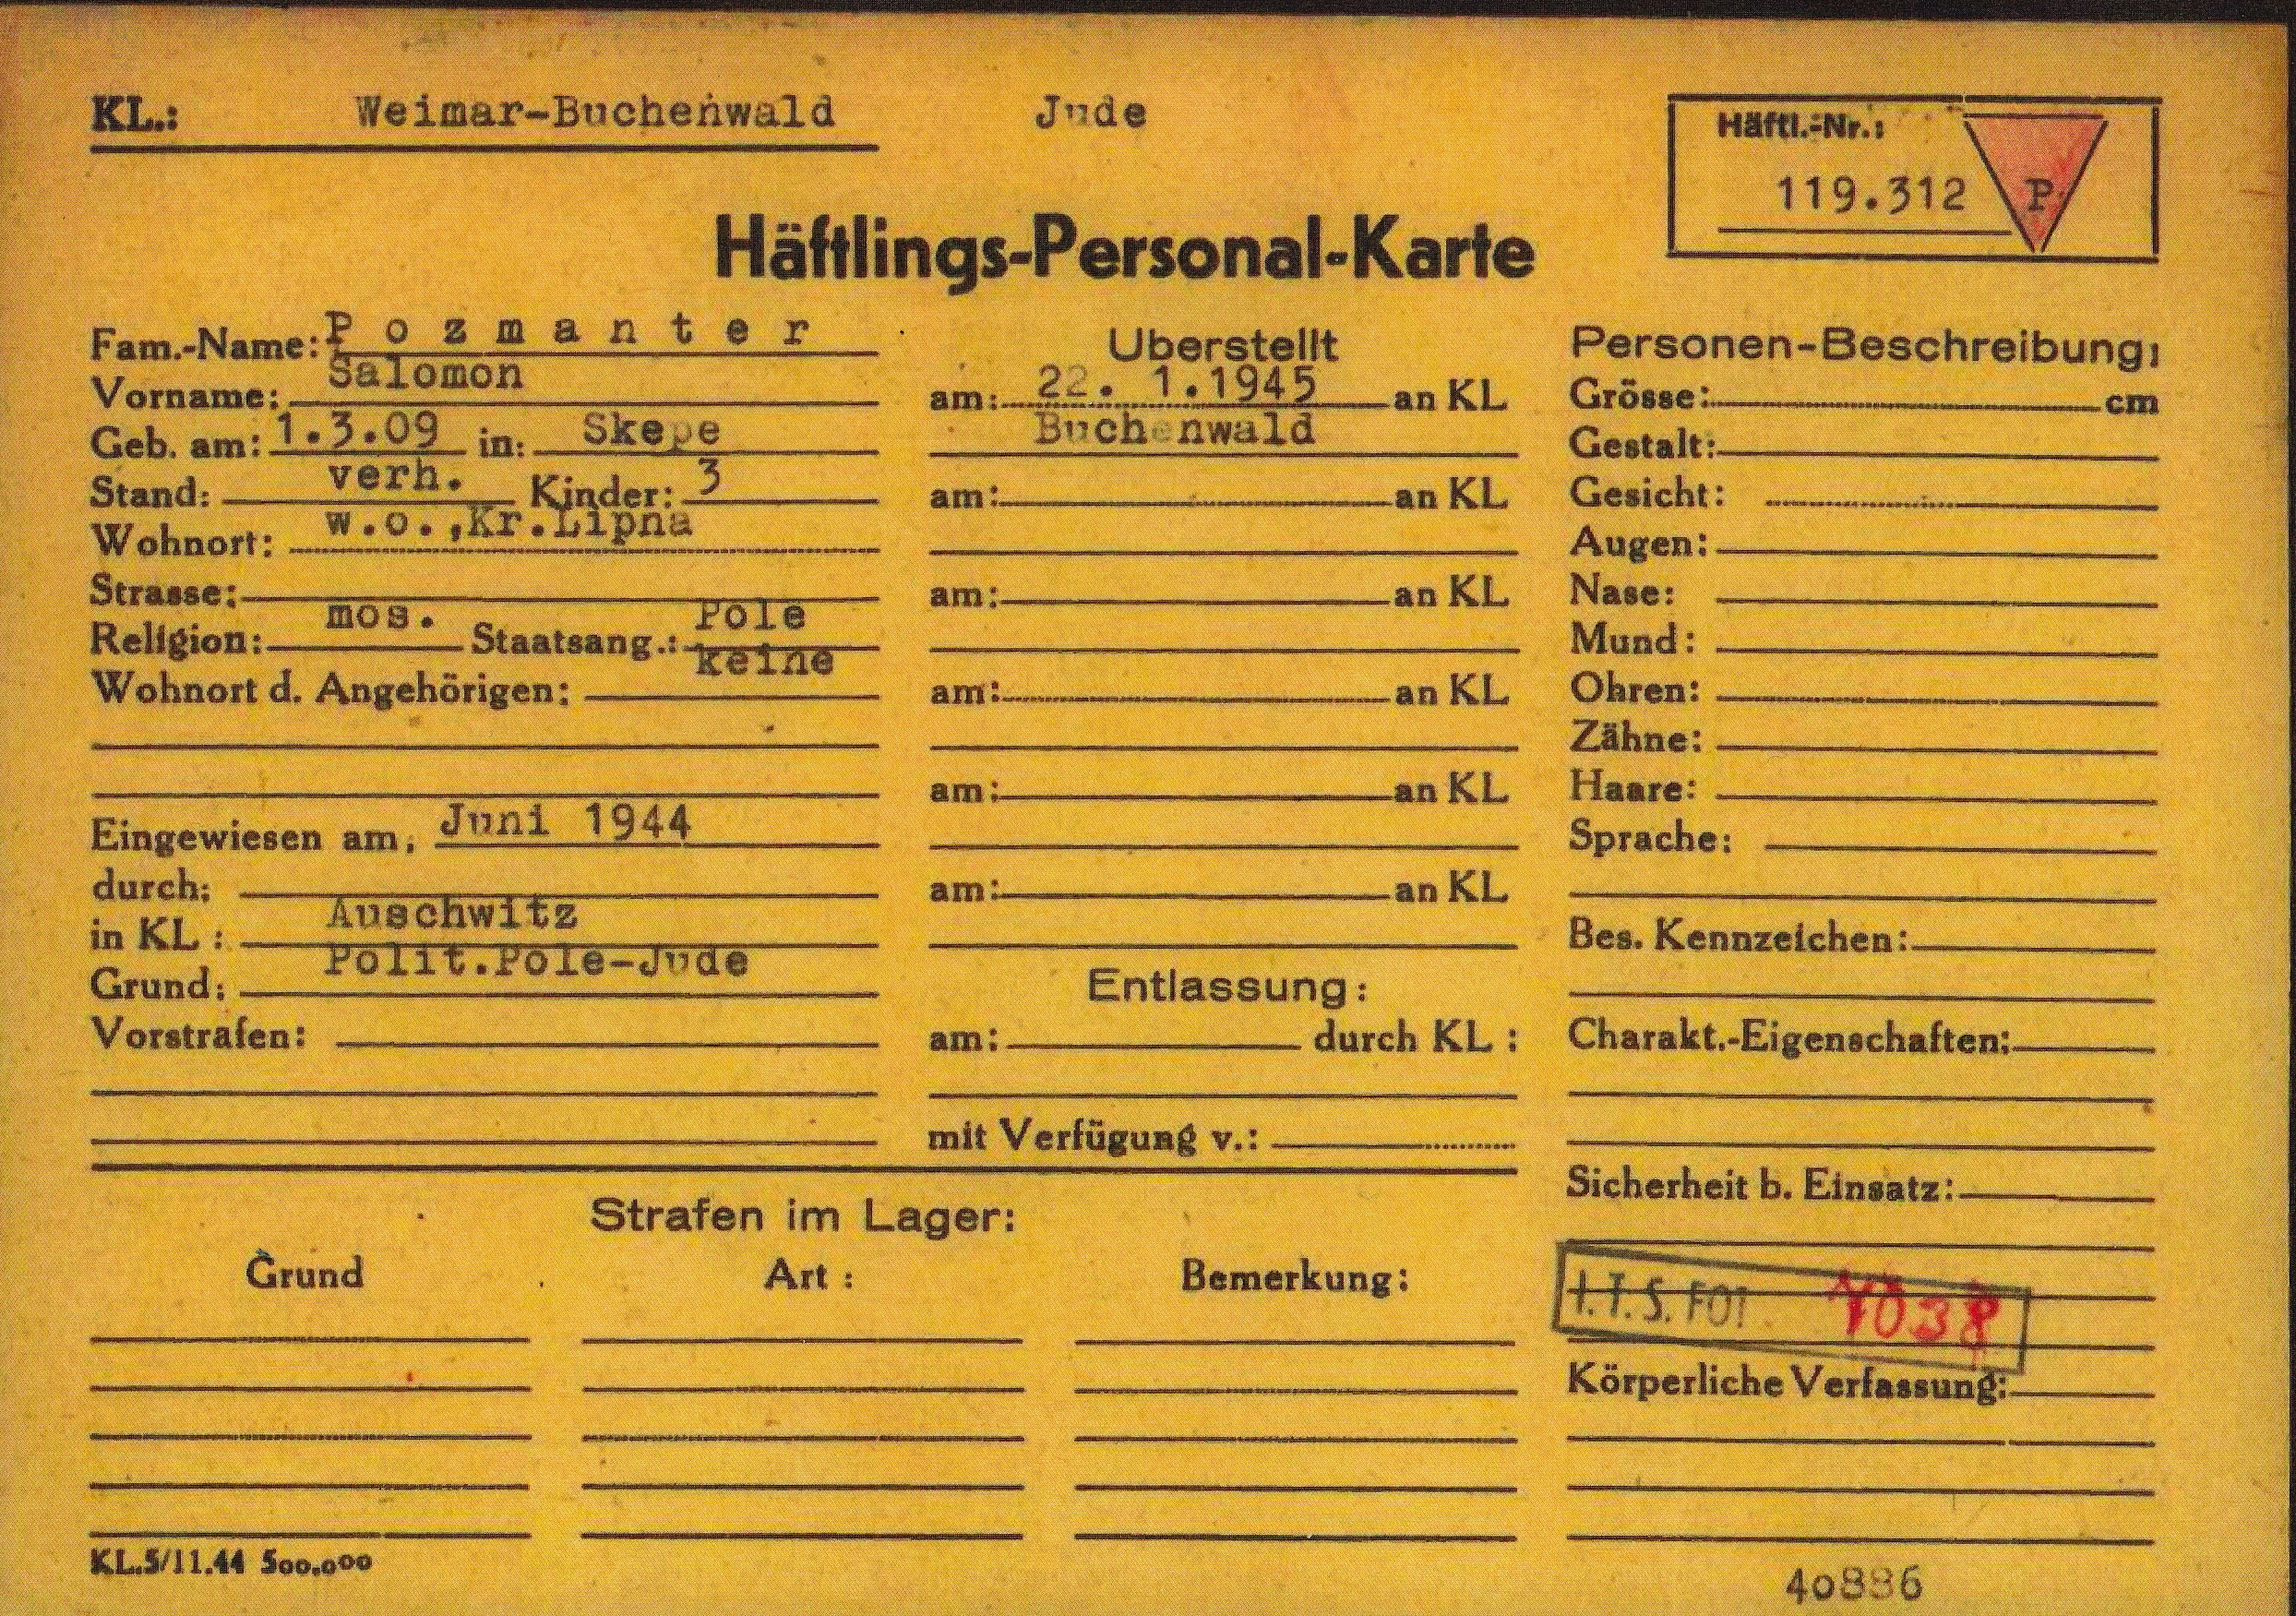 KL.: Weimar-Buchenwald Jude
Häftl.-Nr.:
119.312 P
Häftlings-Personal-Karte
Fam.-Name: Pozmanter
Vorname: Salomon
Geb. am: 1.3.09 in: Skepe
Stand: verh. Kinder: 3
Wohnort: w.o.,Kr.Lipna
Strasse:
Religion: mos. Staatsang.: Pole
Wohnort d. Angehörigen: keine
Eingewiesen am: Juni 1944
durch:
in KL: Auschwitz
Grund: Polit.Pole-Jude
Vorstrafen:
Uberstellt
am: 22. 1.1945 an KL
Buchenwald
am: an KL
am: an KL
am: an KL
am: an KL
am: an KL
Entlassung:
am: durch KL:
mit Verfügung v.:
Personen-Beschreibung:
Grösse: cm
Gestalt:
Gesicht:
Augen:
Nase:
Mund:
Ohren:
Zähne:
Haare:
Sprache:
Bes. Kennzeichen:
Charakt.-Eigenschaften:
Sicherheit b. Einsatz:
I.T.S. FOT 1038
Körperliche Verfassung:
Strafen im Lager:
Grund Art: Bemerkung:
KL.5/11.44 500.000
40886